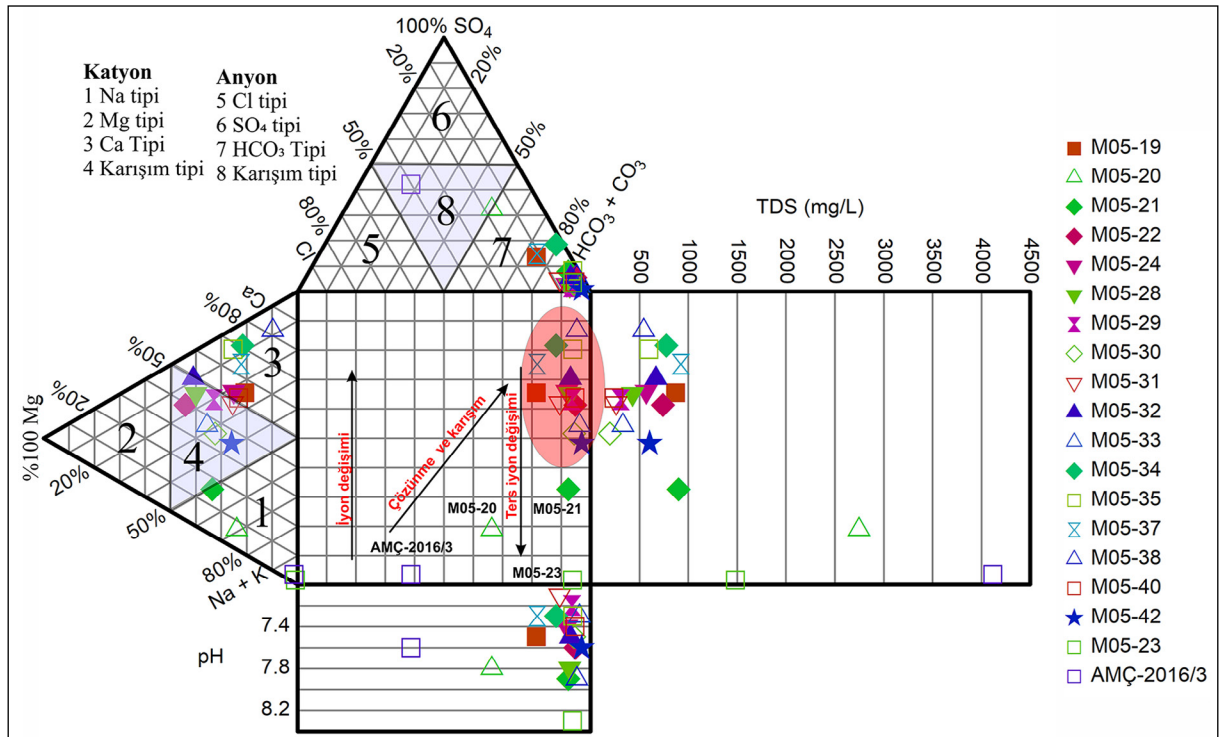 100% SO₄
20%
20%
Katyon
1 Na tipi
2 Mg tipi
3 Ca Tipi
4 Karışım tipi
Anyon
5 Cl tipi
6 SO₄ tipi
7 HCO₃ Tipi
8 Karışım tipi
6
50%
50%
8
80%
80%
5
7
Cl
HCO₃ + CO₃
TDS (mg/L)
500
1000
1500
2000
2500
3000
3500
4000
4500
Ca
80%
50%
20%
3
%100 Mg
2
4
1
20%
50%
80%
Na + K
İyon değişimi
Çözünme ve karışım
Ters iyon değişimi
M05-20
M05-21
AMÇ-2016/3
M05-23
pH
7.4
7.8
8.2
M05-19
M05-20
M05-21
M05-22
M05-24
M05-28
M05-29
M05-30
M05-31
M05-32
M05-33
M05-34
M05-35
M05-37
M05-38
M05-40
M05-42
M05-23
AMÇ-2016/3